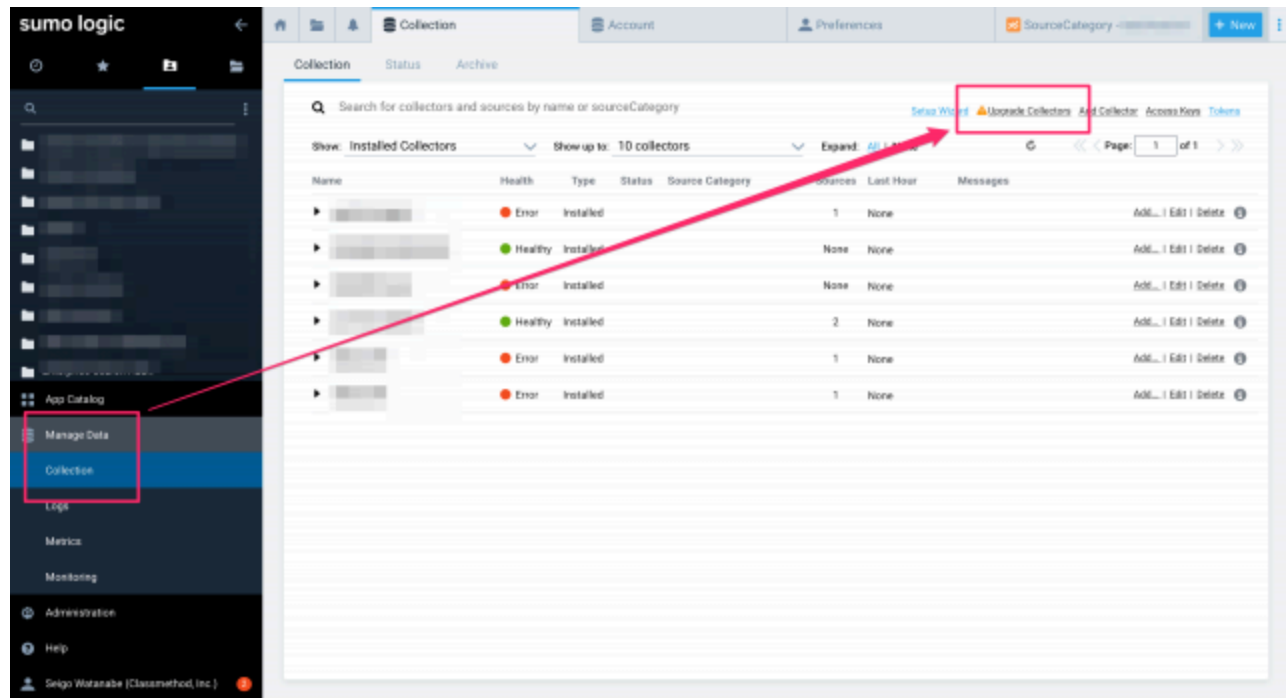 sumo logic
Collection
Account
Preferences
SourceCategory -
+ New
Collection Status Archive
Search for collectors and sources by name or sourceCategory
Setup Wizard Upgrade Collectors Add Collector Access Keys Tokens
Show: Installed Collectors Show up to: 10 collectors Expand: All Page: 1 of 1
Name Health Type Status Source Category Sources Last Hour Messages
Error Installed 1 None Add... | Edit | Delete
Healthy Installed None None Add... | Edit | Delete
Error Installed None None Add... | Edit | Delete
Healthy Installed 2 None Add... | Edit | Delete
Error Installed 1 None Add... | Edit | Delete
Error Installed 1 None Add... | Edit | Delete
App Catalog
Manage Data
Collection
Logs
Metrics
Monitoring
Administration
Help
Seigo Watanabe (Classmethod, Inc.) 2